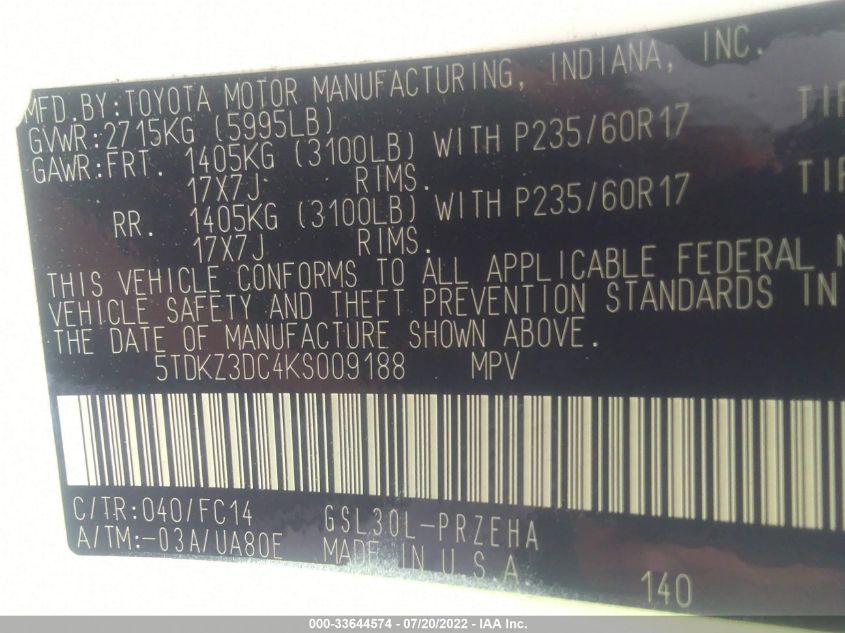 MFD.BY:TOYOTA MOTOR MANUFACTURING, INDIANA, INC.
GVWR:2715KG (5995LB)
GAWR:FRT. 1405KG (3100LB) WITH P235/60R17
17X7J RIMS.
RR. 1405KG (3100LB) WITH P235/60R17
17X7J RIMS.
THIS VEHICLE CONFORMS TO ALL APPLICABLE FEDERAL
VEHICLE SAFETY AND THEFT PREVENTION STANDARDS IN
THE DATE OF MANUFACTURE SHOWN ABOVE.
5TDKZ3DC4KS009188 MPV
C/TR:040/FC14 GSL30L-PRZEHA
A/TM:-03A/UA80E MADE IN U.S.A.
140
000-33644574 - 07/20/2022 - IAA Inc.